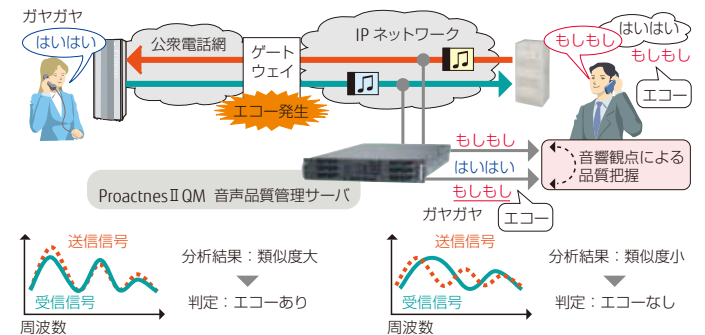 ガヤガヤ
はいはい
公衆電話網
ゲート
ウェイ
IP ネットワーク
エコー発生
もしもし
はいはい
もしもし
エコー
もしもし
はいはい
もしもし
ガヤガヤ
エコー
音響観点による
品質把握
ProactnesⅡQM 音声品質管理サーバ
送信信号
受信信号
周波数
分析結果：類似度大
判定：エコーあり
送信信号
受信信号
周波数
分析結果：類似度小
判定：エコーなし